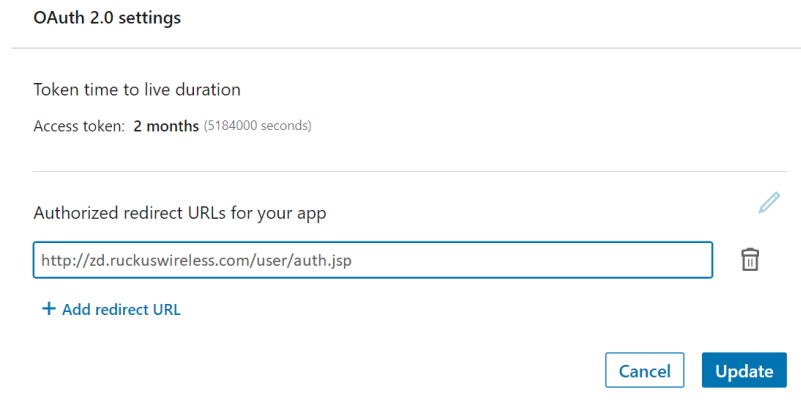 OAuth 2.0 settings
Token time to live duration
Access token: 2 months (5184000 seconds)
Authorized redirect URLs for your app
http://zd.ruckuswireless.com/user/auth.jsp
+ Add redirect URL
Cancel Update